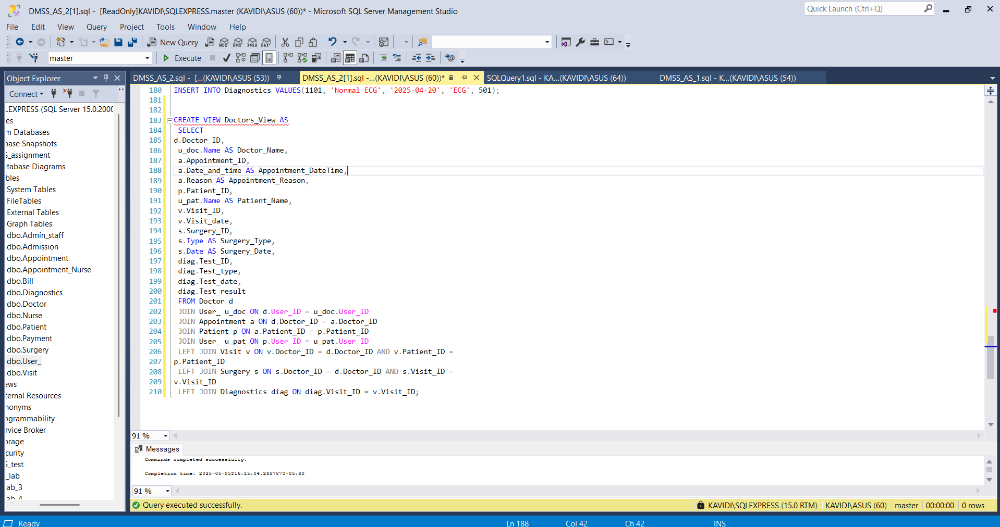 DMSS_AS_2[1].sql - [ReadOnly]KAVIDI\SQLEXPRESS.master (KAVIDI\ASUS (60))* - Microsoft SQL Server Management Studio
Quick Launch (Ctrl+Q)
File Edit View Query Project Tools Window Help
New Query MDX DMX XMLA DAX
master Execute
Object Explorer
DMSS_AS_2.sql - [...(KAVIDI\ASUS (53)) DMSS_AS_2[1].sql -...(KAVIDI\ASUS (60))* SQLQuery1.sql - KA...(KAVIDI\ASUS (64)) DMSS_AS_1.sql - K...(KAVIDI\ASUS (54))
Connect
LEXPRESS (SQL Server 15.0.2000
es
m Databases
base Snapshots
S_assignment
atabase Diagrams
bles
System Tables
FileTables
External Tables
Graph Tables
dbo.Admin_staff
dbo.Admission
dbo.Appointment
dbo.Appointment_Nurse
dbo.Bill
dbo.Diagnostics
dbo.Doctor
dbo.Nurse
dbo.Patient
dbo.Payment
dbo.Surgery
dbo.User_
dbo.Visit
ews
ternal Resources
nonyms
ogrammability
rvice Broker
orage
curity
S_test
_lab
ab_3
ab_4
180 INSERT INTO Diagnostics VALUES(1101, 'Normal ECG', '2025-04-20', 'ECG', 501);
181
182
183 CREATE VIEW Doctors_View AS
184 SELECT
185 d.Doctor_ID,
186 u_doc.Name AS Doctor_Name,
187 a.Appointment_ID,
188 a.Date_and_time AS Appointment_DateTime,
189 a.Reason AS Appointment_Reason,
190 p.Patient_ID,
191 u_pat.Name AS Patient_Name,
192 v.Visit_ID,
193 v.Visit_date,
194 s.Surgery_ID,
195 s.Type AS Surgery_Type,
196 s.Date AS Surgery_Date,
197 diag.Test_ID,
198 diag.Test_type,
199 diag.Test_date,
200 diag.Test_result
201 FROM Doctor d
202 JOIN User_ u_doc ON d.User_ID = u_doc.User_ID
203 JOIN Appointment a ON d.Doctor_ID = a.Doctor_ID
204 JOIN Patient p ON a.Patient_ID = p.Patient_ID
205 JOIN User_ u_pat ON p.User_ID = u_pat.User_ID
206 LEFT JOIN Visit v ON v.Doctor_ID = d.Doctor_ID AND v.Patient_ID =
207 p.Patient_ID
208 LEFT JOIN Surgery s ON s.Doctor_ID = d.Doctor_ID AND s.Visit_ID =
209 v.Visit_ID
210 LEFT JOIN Diagnostics diag ON diag.Visit_ID = v.Visit_ID;
91 %
Messages
Commands completed successfully.
Completion time: 2025-05-05T16:15:04.2387870+05:30
91 %
Query executed successfully. KAVIDI\SQLEXPRESS (15.0 RTM) KAVIDI\ASUS (60) master 00:00:00 0 rows
Ready Ln 188 Col 42 Ch 42 INS